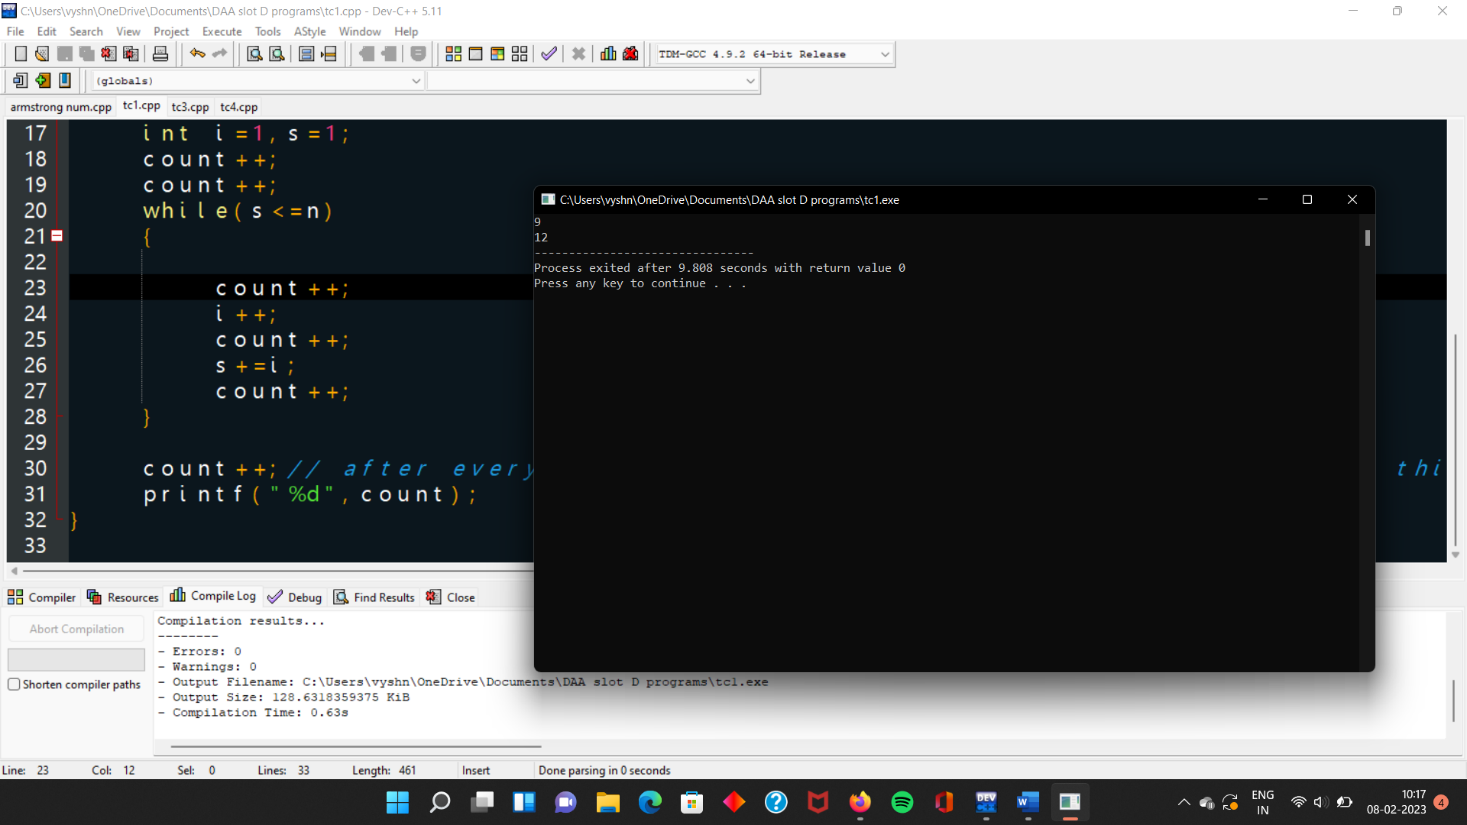 C:\Users\vyshn\OneDrive\Documents\DAA slot D programs\tc1.cpp - Dev-C++ 5.11
File Edit Search View Project Execute Tools AStyle Window Help
TDM-GCC 4.9.2 64-bit Release
(globals)
armstrong num.cpp tc1.cpp tc3.cpp tc4.cpp
17 int i=1,s=1;
18 count++;
19 count++;
20 while(s<=n)
21 {
22
23 count++;
24 i++;
25 count++;
26 s+=i;
27 count++;
28 }
29
30 count++;// after every thi
31 printf("%d",count);
32 }
33
C:\Users\vyshn\OneDrive\Documents\DAA slot D programs\tc1.exe
9
12
--------------------------------
Process exited after 9.808 seconds with return value 0
Press any key to continue . . .
Compiler Resources Compile Log Debug Find Results Close
Abort Compilation
Shorten compiler paths
Compilation results...
--------
- Errors: 0
- Warnings: 0
- Output Filename: C:\Users\vyshn\OneDrive\Documents\DAA slot D programs\tc1.exe
- Output Size: 128.6318359375 KiB
- Compilation Time: 0.63s
Line: 23 Col: 12 Sel: 0 Lines: 33 Length: 461 Insert Done parsing in 0 seconds
DEV
ENG
IN
10:17
08-02-2023
4